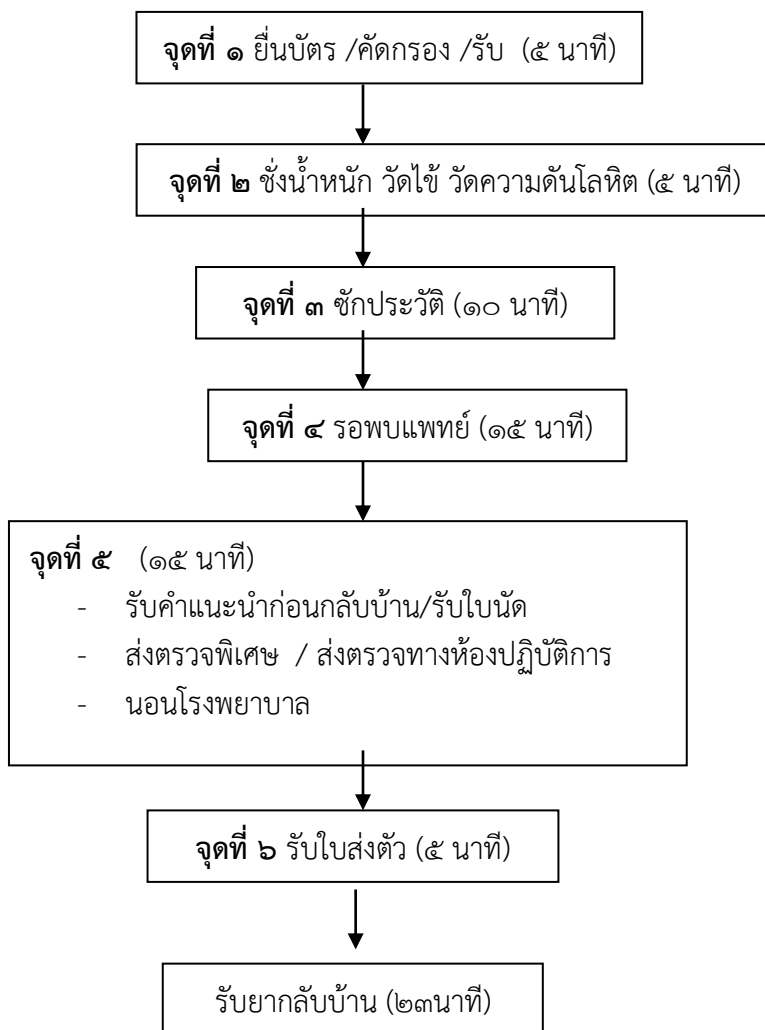 จุดที่ ๑ ยื่นบัตร /คัดกรอง /รับ (๕ นาที)
จุดที่ ๒ ชั่งน้ำหนัก วัดไข้ วัดความดันโลหิต (๕ นาที)
จุดที่ ๓ ซักประวัติ (๑๐ นาที)
จุดที่ ๔ รอพบแพทย์ (๑๕ นาที)
จุดที่ ๕ (๑๕ นาที)
- รับคำแนะนำก่อนกลับบ้าน/รับใบนัด
- ส่งตรวจพิเศษ / ส่งตรวจทางห้องปฏิบัติการ
- นอนโรงพยาบาล
จุดที่ ๖ รับใบส่งตัว (๕ นาที)
รับยากลับบ้าน (๒๓นาที)